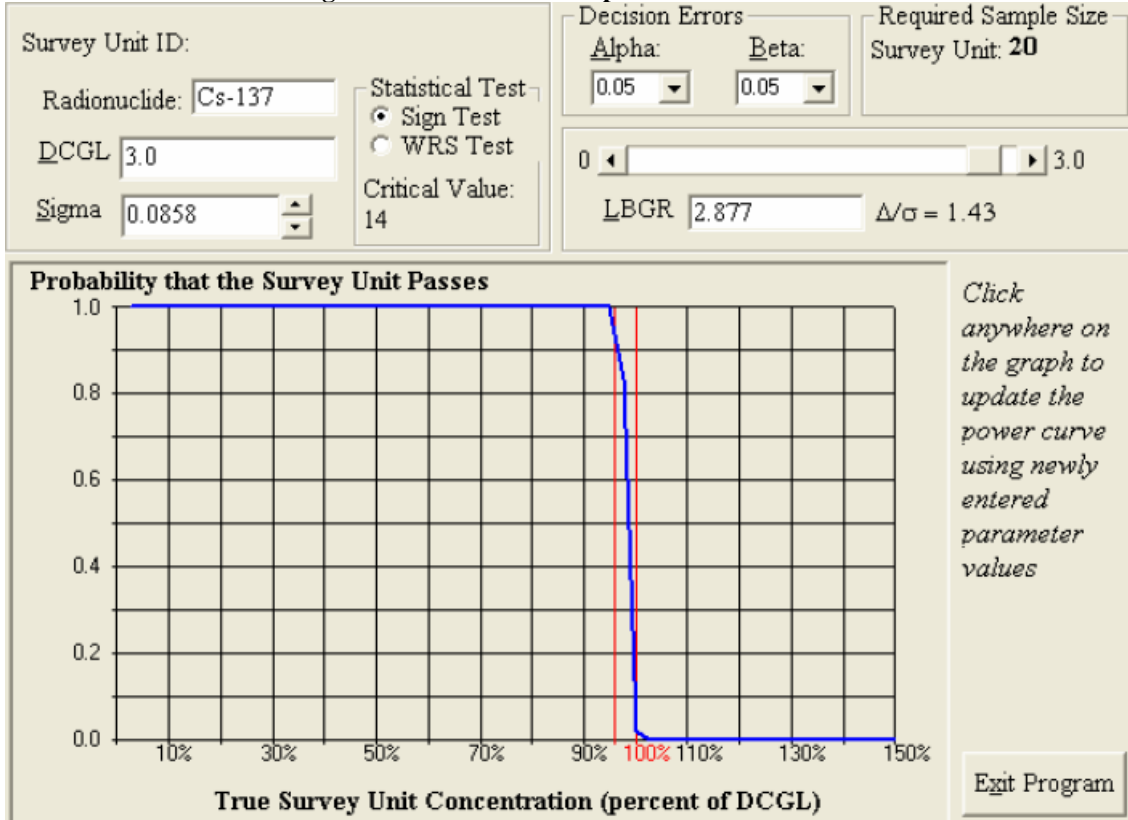 Survey Unit ID:
Radionuclide: Cs-137
DCGL 3.0
Sigma 0.0858
Statistical Test
Sign Test
WRS Test
Critical Value:
14
Decision Errors
Alpha: Beta:
0.05 0.05
Required Sample Size
Survey Unit: 20
0 3.0
LBGR 2.877 Δ/σ = 1.43
Probability that the Survey Unit Passes
1.0
0.8
0.6
0.4
0.2
0.0
10% 30% 50% 70% 90% 100% 110% 130% 150%
True Survey Unit Concentration (percent of DCGL)
Click
anywhere on
the graph to
update the
power curve
using newly
entered
parameter
values
Exit Program